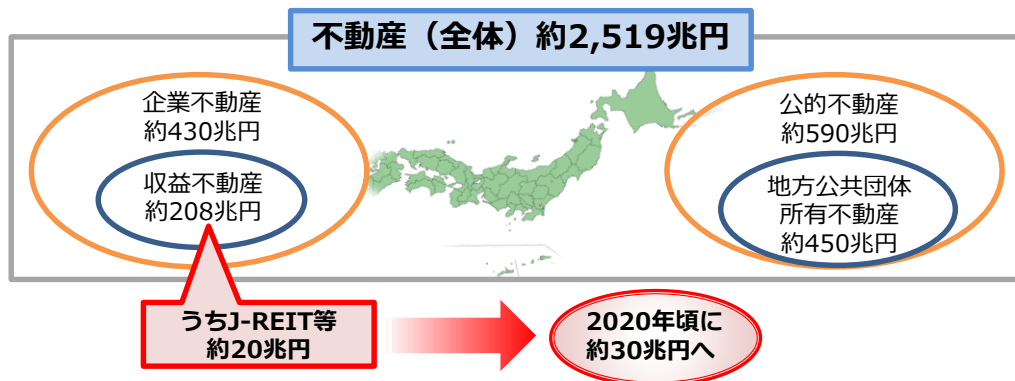 不動産（全体）約2,519兆円
企業不動産
約430兆円
収益不動産
約208兆円
公的不動産
約590兆円
地方公共団体
所有不動産
約450兆円
うちJ-REIT等
約20兆円
2020年頃に
約30兆円へ